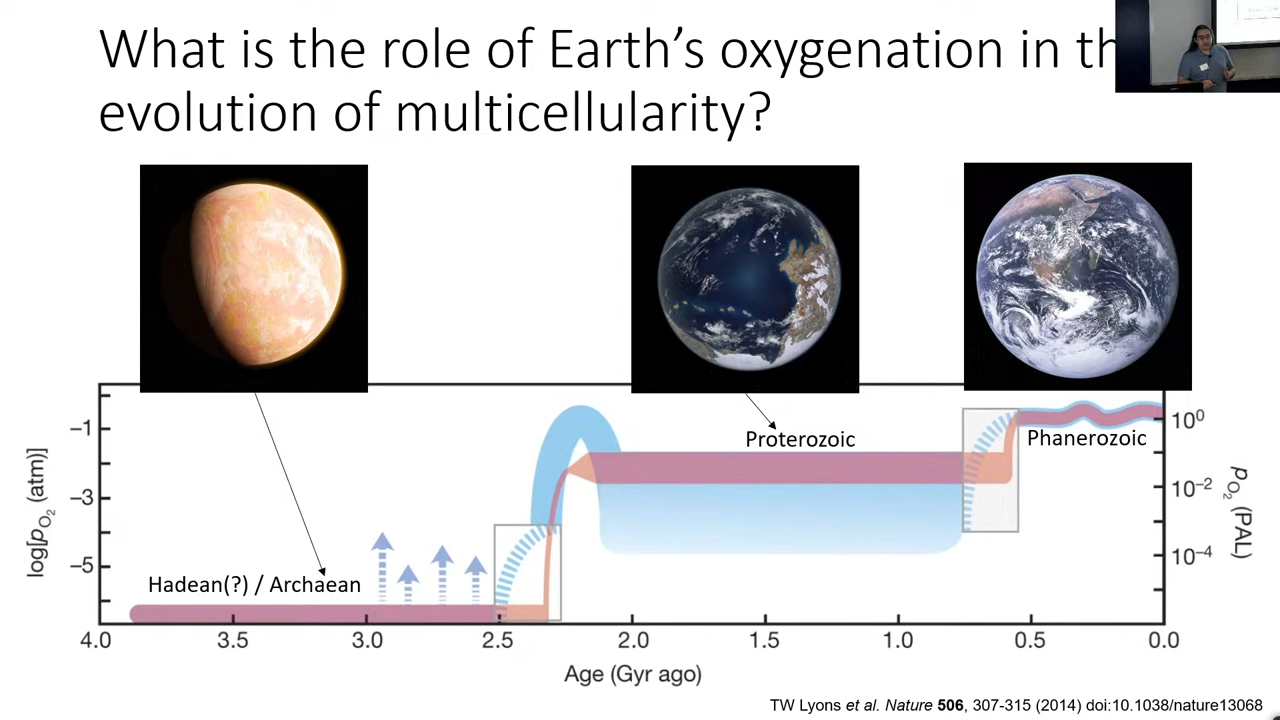 What is the role of Earth's oxygenation in th
evolution of multicellularity?
Proterozoic
Phanerozoic
Hadean(?) / Archaean
log[pO2 (atm)]
−1
−3
−5
10^0
10^−2
10^−4
pO2 (PAL)
4.0 3.5 3.0 2.5 2.0 1.5 1.0 0.5 0.0
Age (Gyr ago)
TW Lyons et al. Nature 506, 307-315 (2014) doi:10.1038/nature13068